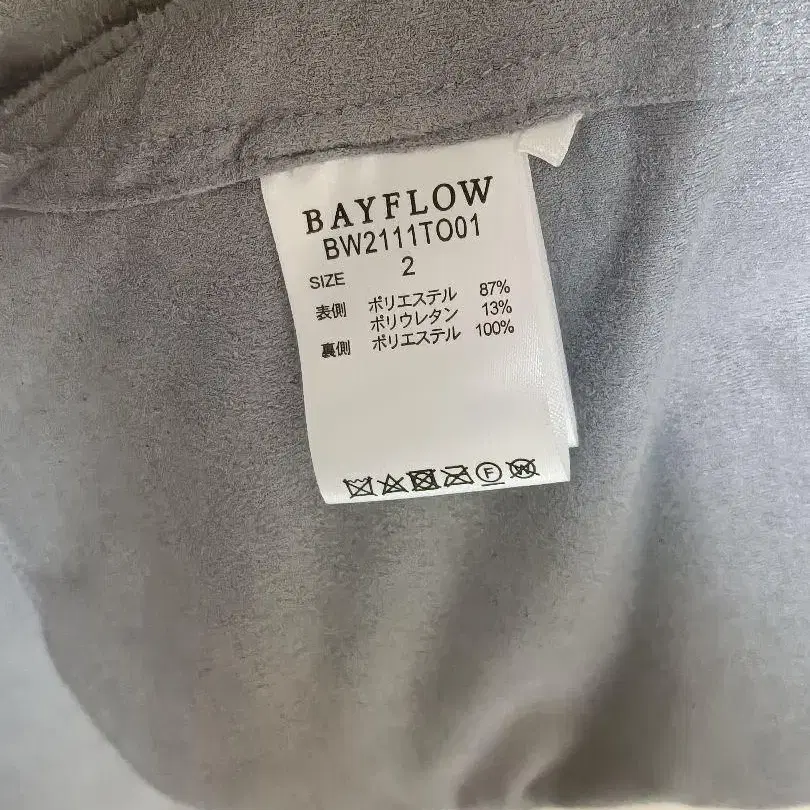 BAYFLOW
BW2111TO01
SIZE 2
表側 ポリエステル 87%
ポリウレタン 13%
裏側 ポリエステル 100%
F W